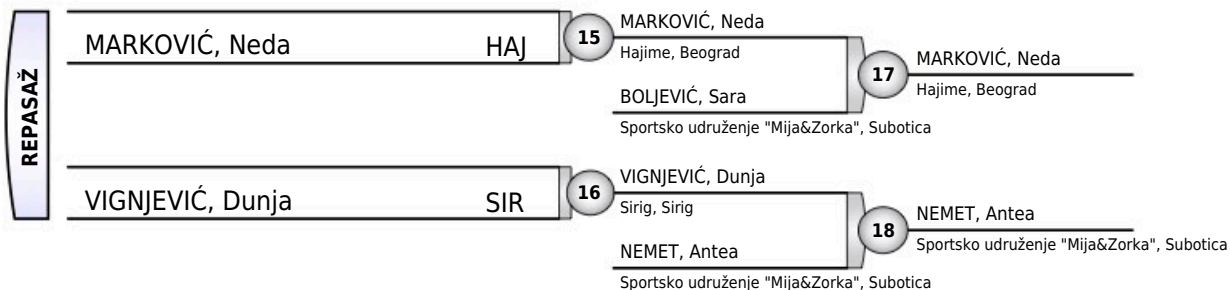 REPASAŽ
MARKOVIĆ, Neda HAJ
15
MARKOVIĆ, Neda
Hajime, Beograd
BOLJEVIĆ, Sara
Sportsko udruženje "Mija&Zorka", Subotica
17
MARKOVIĆ, Neda
Hajime, Beograd
VIGNJEVIĆ, Dunja SIR
16
VIGNJEVIĆ, Dunja
Sirig, Sirig
NEMET, Antea
Sportsko udruženje "Mija&Zorka", Subotica
18
NEMET, Antea
Sportsko udruženje "Mija&Zorka", Subotica